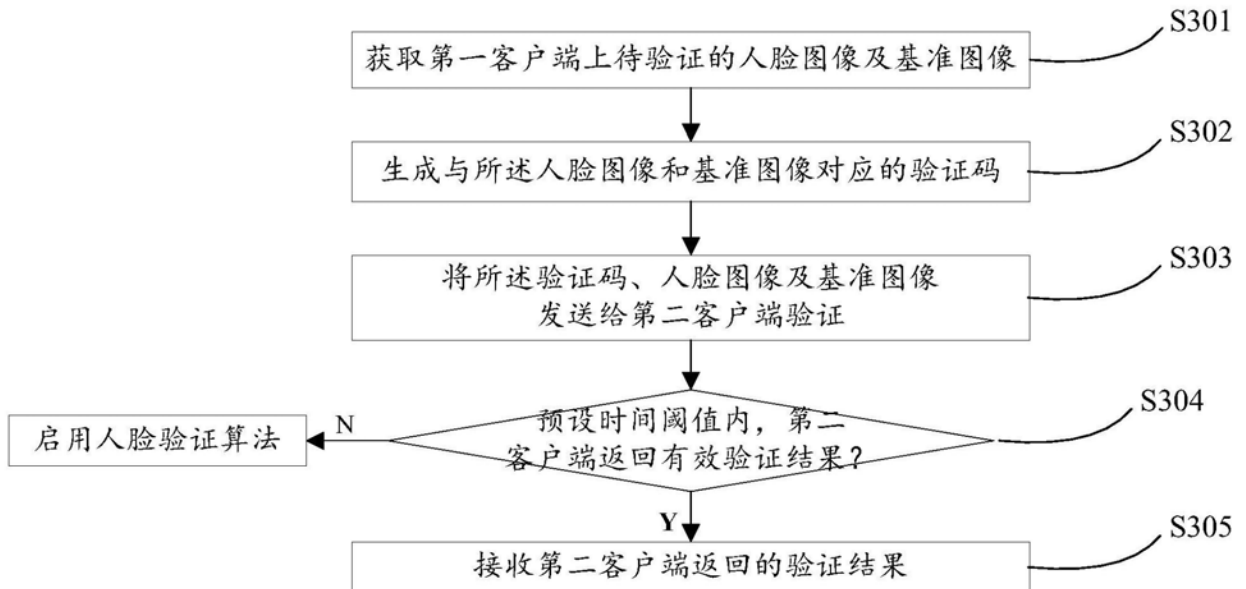 S301
获取第一客户端上待验证的人脸图像及基准图像
S302
生成与所述人脸图像和基准图像对应的验证码
S303
将所述验证码、人脸图像及基准图像
发送给第二客户端验证
S304
预设时间阈值内，第二
客户端返回有效验证结果？
N
启用人脸验证算法
Y
S305
接收第二客户端返回的验证结果